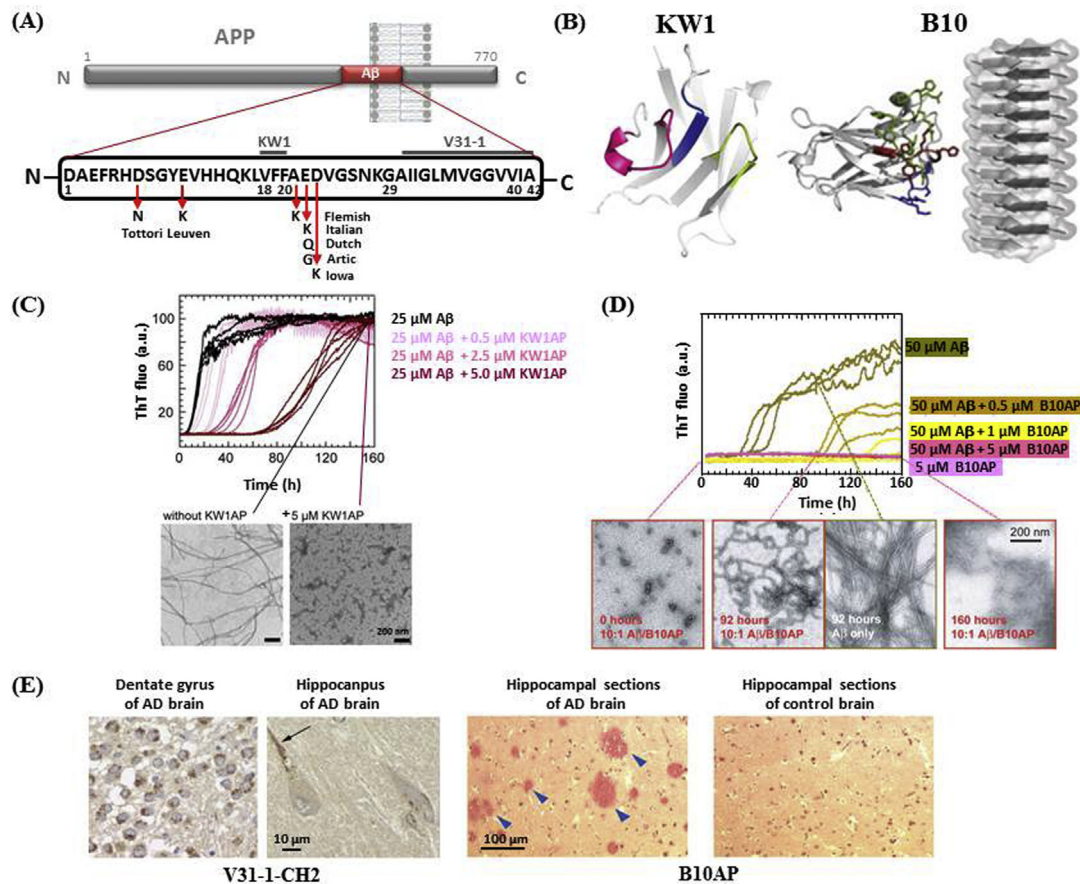 (A)
APP
1
770
N
Aβ
C
KW1
V31-1
N
DAEFRHDSGYEVHHQKLVFFAEDVGSNKGAIIGLMVGGVVIA
C
1
18 20
29
40 42
N
K
K
Flemish
Tottori Leuven
K
Italian
Q
Dutch
G
Artic
K
Iowa
(B)
KW1
B10
(C)
ThT fluo (a.u.)
100
80
60
40
20
0
40
80
120
160
Time (h)
25 µM Aβ
25 µM Aβ + 0.5 µM KW1AP
25 µM Aβ + 2.5 µM KW1AP
25 µM Aβ + 5.0 µM KW1AP
without KW1AP
+5 µM KW1AP
200 nm
(D)
ThT fluo (a.u.)
0
40
80
120
160
Time (h)
50 µM Aβ
50 µM Aβ + 0.5 µM B10AP
50 µM Aβ + 1 µM B10AP
50 µM Aβ + 5 µM B10AP
5 µM B10AP
0 hours
10:1 Aβ/B10AP
92 hours
10:1 Aβ/B10AP
92 hours
Aβ only
200 nm
160 hours
10:1 Aβ/B10AP
(E)
Dentate gyrus
of AD brain
Hippocanpus
of AD brain
Hippocampal sections
of AD brain
Hippocampal sections
of control brain
10 µm
100 µm
V31-1-CH2
B10AP